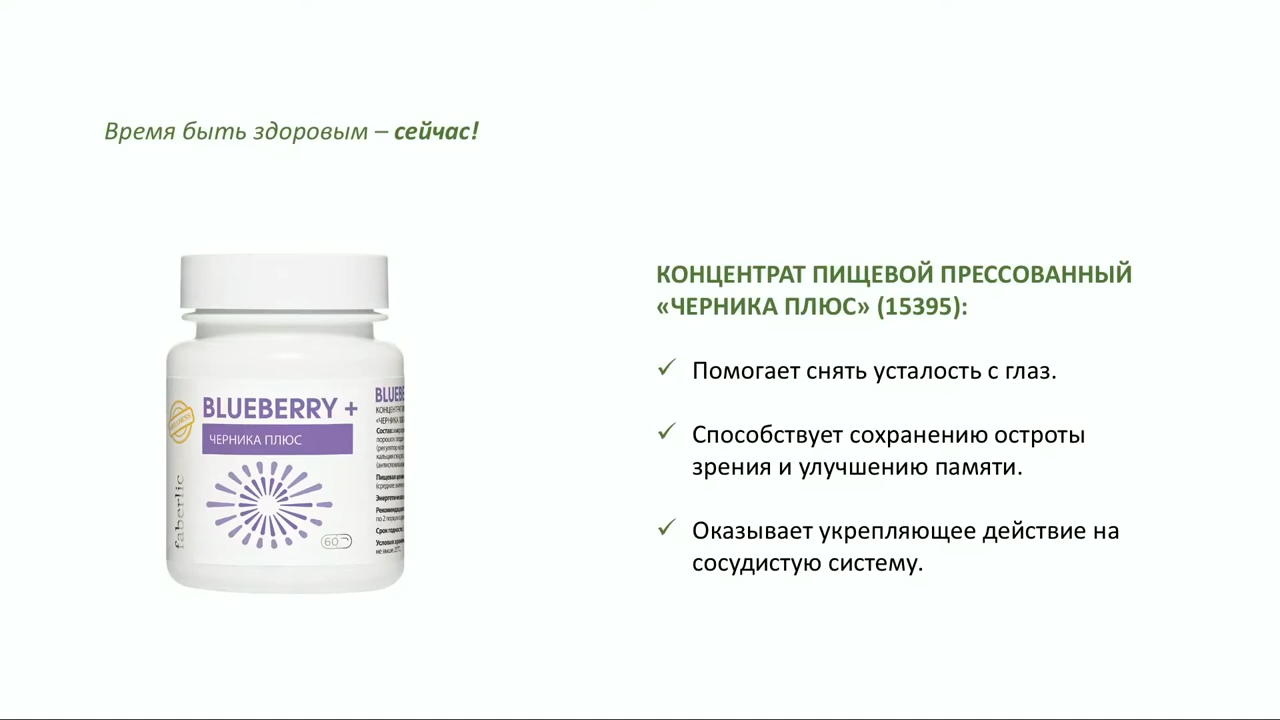 Время быть здоровым – сейчас!
КОНЦЕНТРАТ ПИЩЕВОЙ ПРЕССОВАННЫЙ
«ЧЕРНИКА ПЛЮС» (15395):
✓ Помогает снять усталость с глаз.
✓ Способствует сохранению остроты
зрения и улучшению памяти.
✓ Оказывает укрепляющее действие на
сосудистую систему.
BLUEBERRY +
ЧЕРНИКА ПЛЮС
WELLNESS
faberlic
60